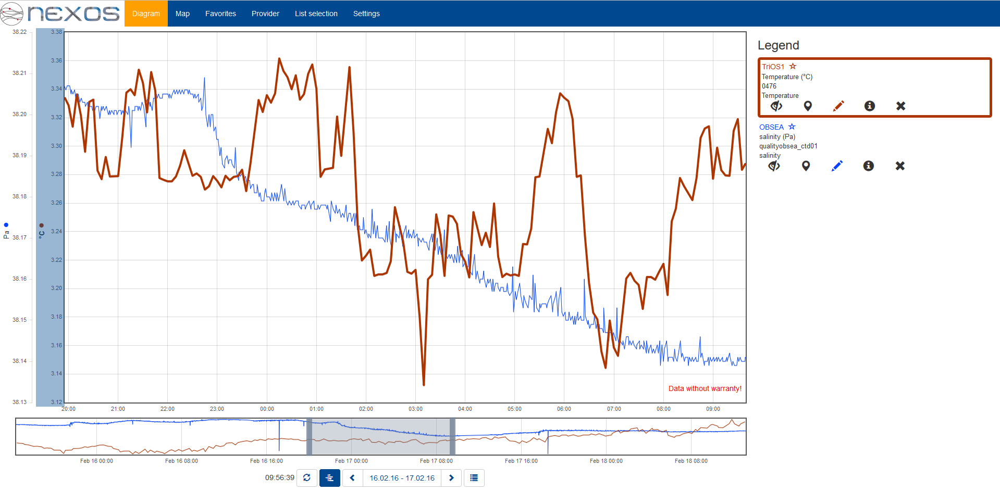 nexos Diagram Map Favorites Provider List selection Settings
38.22
38.21
38.20
38.19
38.18
38.17
38.16
38.15
38.14
38.13
Pa
3.38
3.36
3.34
3.32
3.30
3.28
3.26
3.24
3.22
3.20
3.18
3.16
3.14
3.12
°C
Data without warranty!
20:00 21:00 22:00 23:00 00:00 01:00 02:00 03:00 04:00 05:00 06:00 07:00 08:00 09:00
Legend
TriOS1
Temperature (°C)
0476
Temperature
OBSEA
salinity (Pa)
qualityobsea_ctd01
salinity
Feb 16 00:00 Feb 16 08:00 Feb 16 16:00 Feb 17 00:00 Feb 17 08:00 Feb 17 16:00 Feb 18 00:00 Feb 18 08:00
09:56:39 16.02.16 - 17.02.16